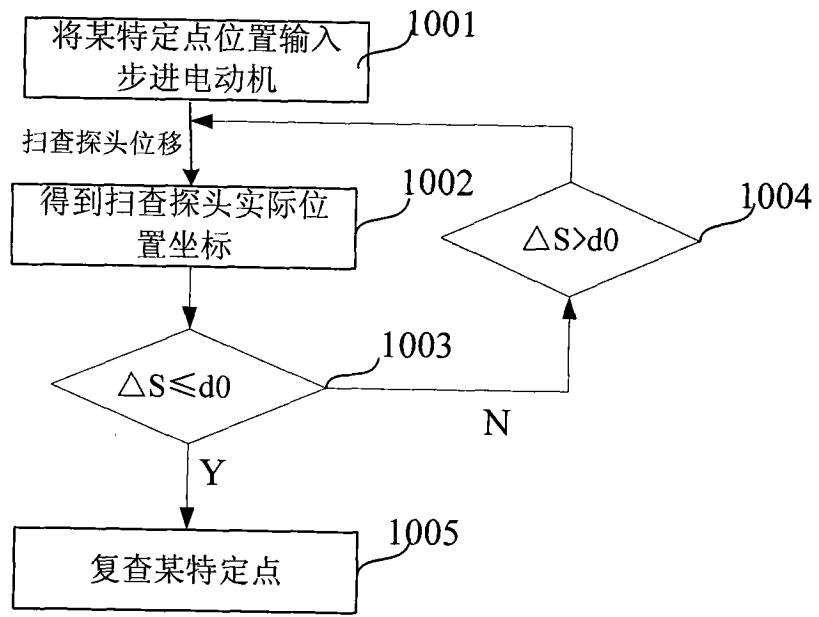 将某特定点位置输入
步进电动机
1001
扫查探头位移
得到扫查探头实际位
置坐标
1002
△S>d0
1004
△S≤d0
1003
N
Y
复查某特定点
1005